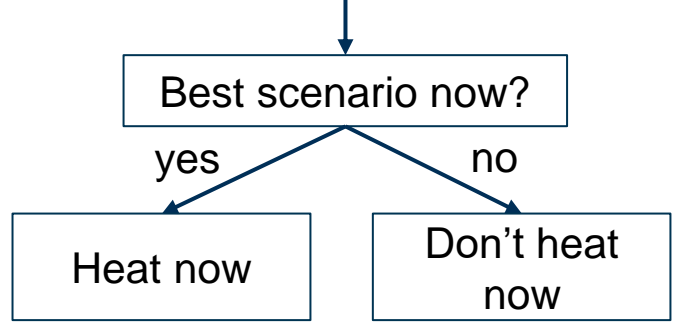 Best scenario now?
yes
no
Heat now
Don’t heat
now